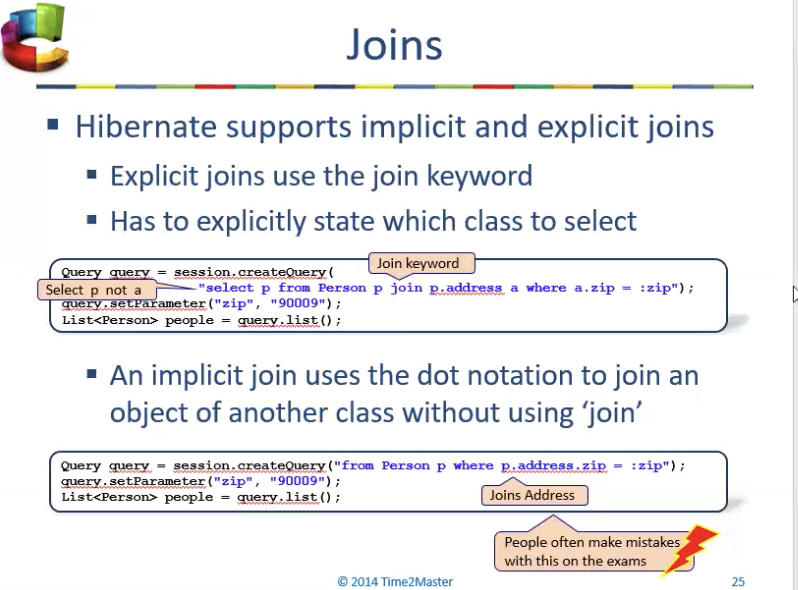 Joins
▪ Hibernate supports implicit and explicit joins
▪ Explicit joins use the join keyword
▪ Has to explicitly state which class to select
Join keyword
Query query = session.createQuery(
Select p not a
"select p from Person p join p.address a where a.zip = :zip");
query.setParameter("zip", "90009");
List<Person> people = query.list();
▪ An implicit join uses the dot notation to join an
object of another class without using ‘join’
Query query = session.createQuery("from Person p where p.address.zip = :zip");
query.setParameter("zip", "90009");
List<Person> people = query.list();
Joins Address
People often make mistakes
with this on the exams
© 2014 Time2Master
25